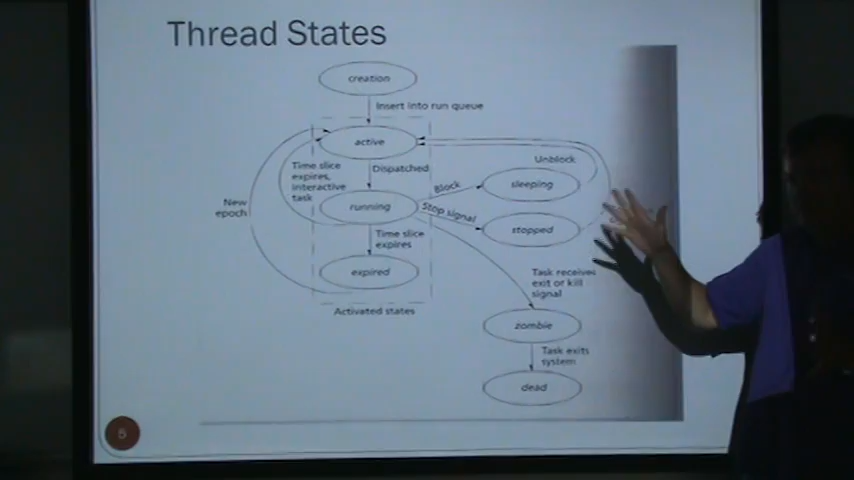 Thread States
creation
Insert into run queue
active
Time slice
expires,
interactive
task
Dispatched
Unblock
Block
sleeping
New
epoch
running
Stop signal
stopped
Time slice
expires
expired
Task receives
exit or kill
signal
Activated states
zombie
Task exits
system
dead
5